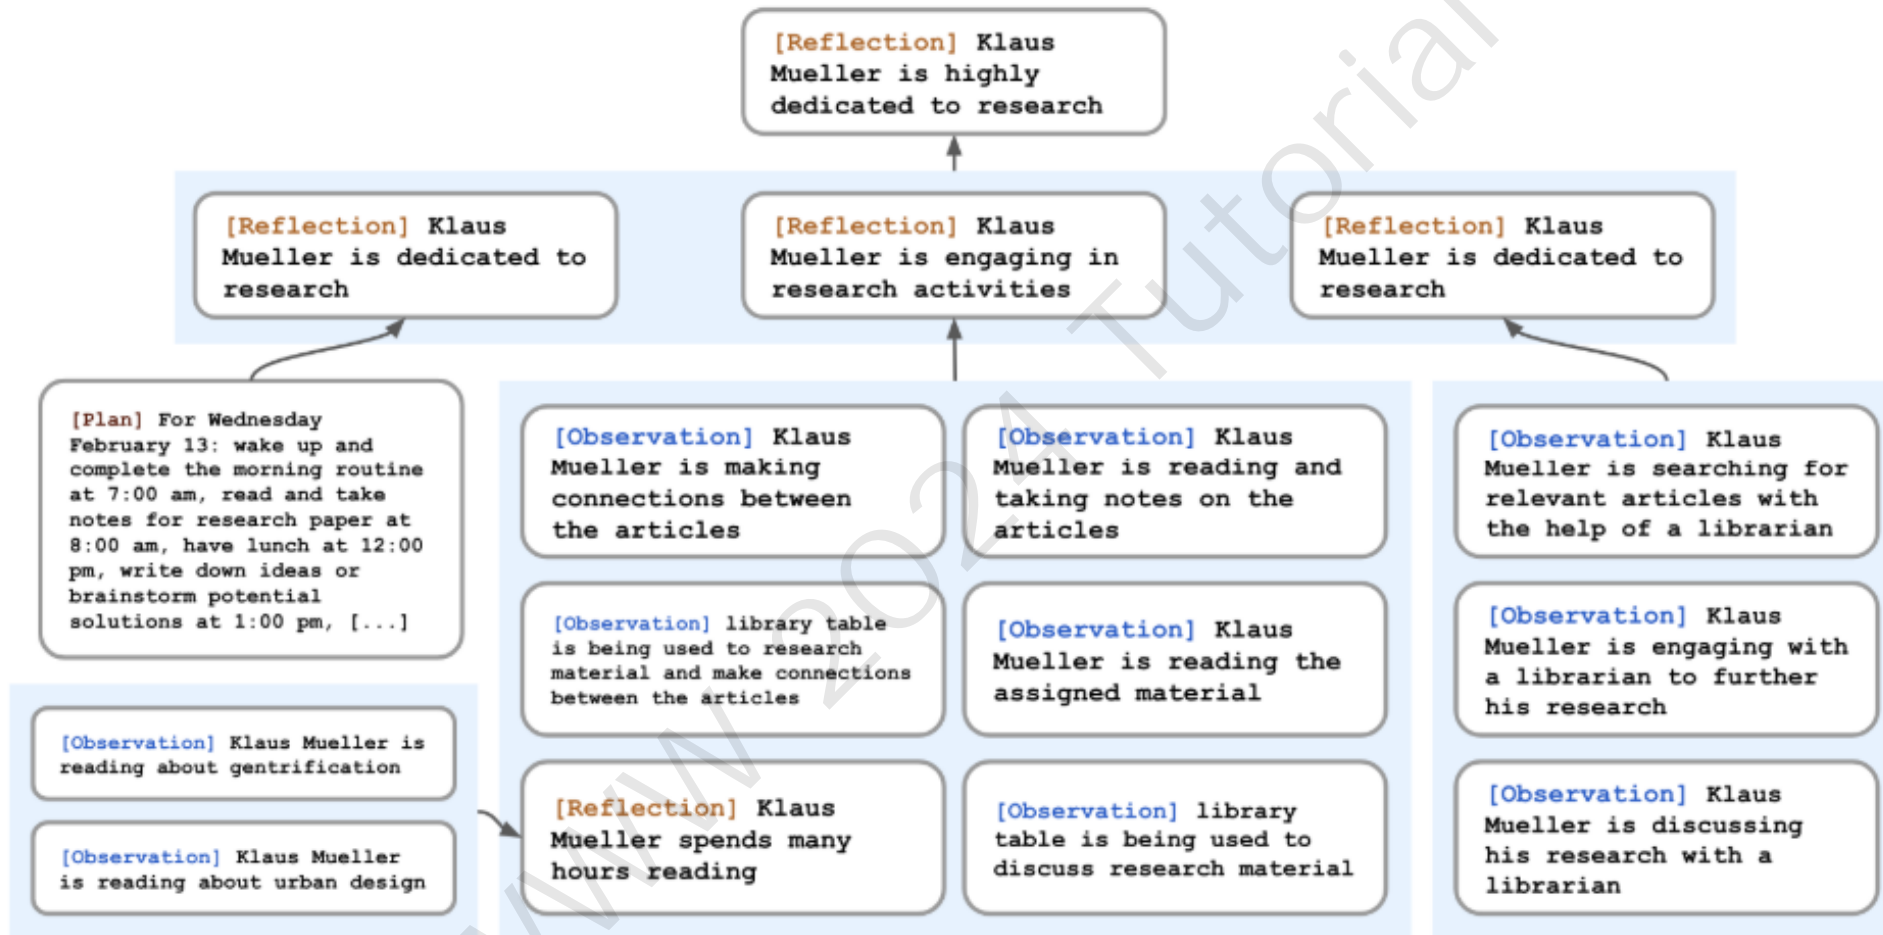 [Reflection] Klaus
Mueller is highly
dedicated to research
[Reflection] Klaus
Mueller is dedicated to
research
[Reflection] Klaus
Mueller is engaging in
research activities
[Reflection] Klaus
Mueller is dedicated to
research
[Plan] For Wednesday
February 13: wake up and
complete the morning routine
at 7:00 am, read and take
notes for research paper at
8:00 am, have lunch at 12:00
pm, write down ideas or
brainstorm potential
solutions at 1:00 pm, [...]
[Observation] Klaus Mueller is
reading about gentrification
[Observation] Klaus Mueller
is reading about urban design
[Observation] Klaus
Mueller is making
connections between
the articles
[Observation] Klaus
Mueller is reading and
taking notes on the
articles
[Observation] library table
is being used to research
material and make connections
between the articles
[Observation] Klaus
Mueller is reading the
assigned material
[Reflection] Klaus
Mueller spends many
hours reading
[Observation] library
table is being used to
discuss research material
[Observation] Klaus
Mueller is searching for
relevant articles with
the help of a librarian
[Observation] Klaus
Mueller is engaging with
a librarian to further
his research
[Observation] Klaus
Mueller is discussing
his research with a
librarian
WW 2024 Tutorial